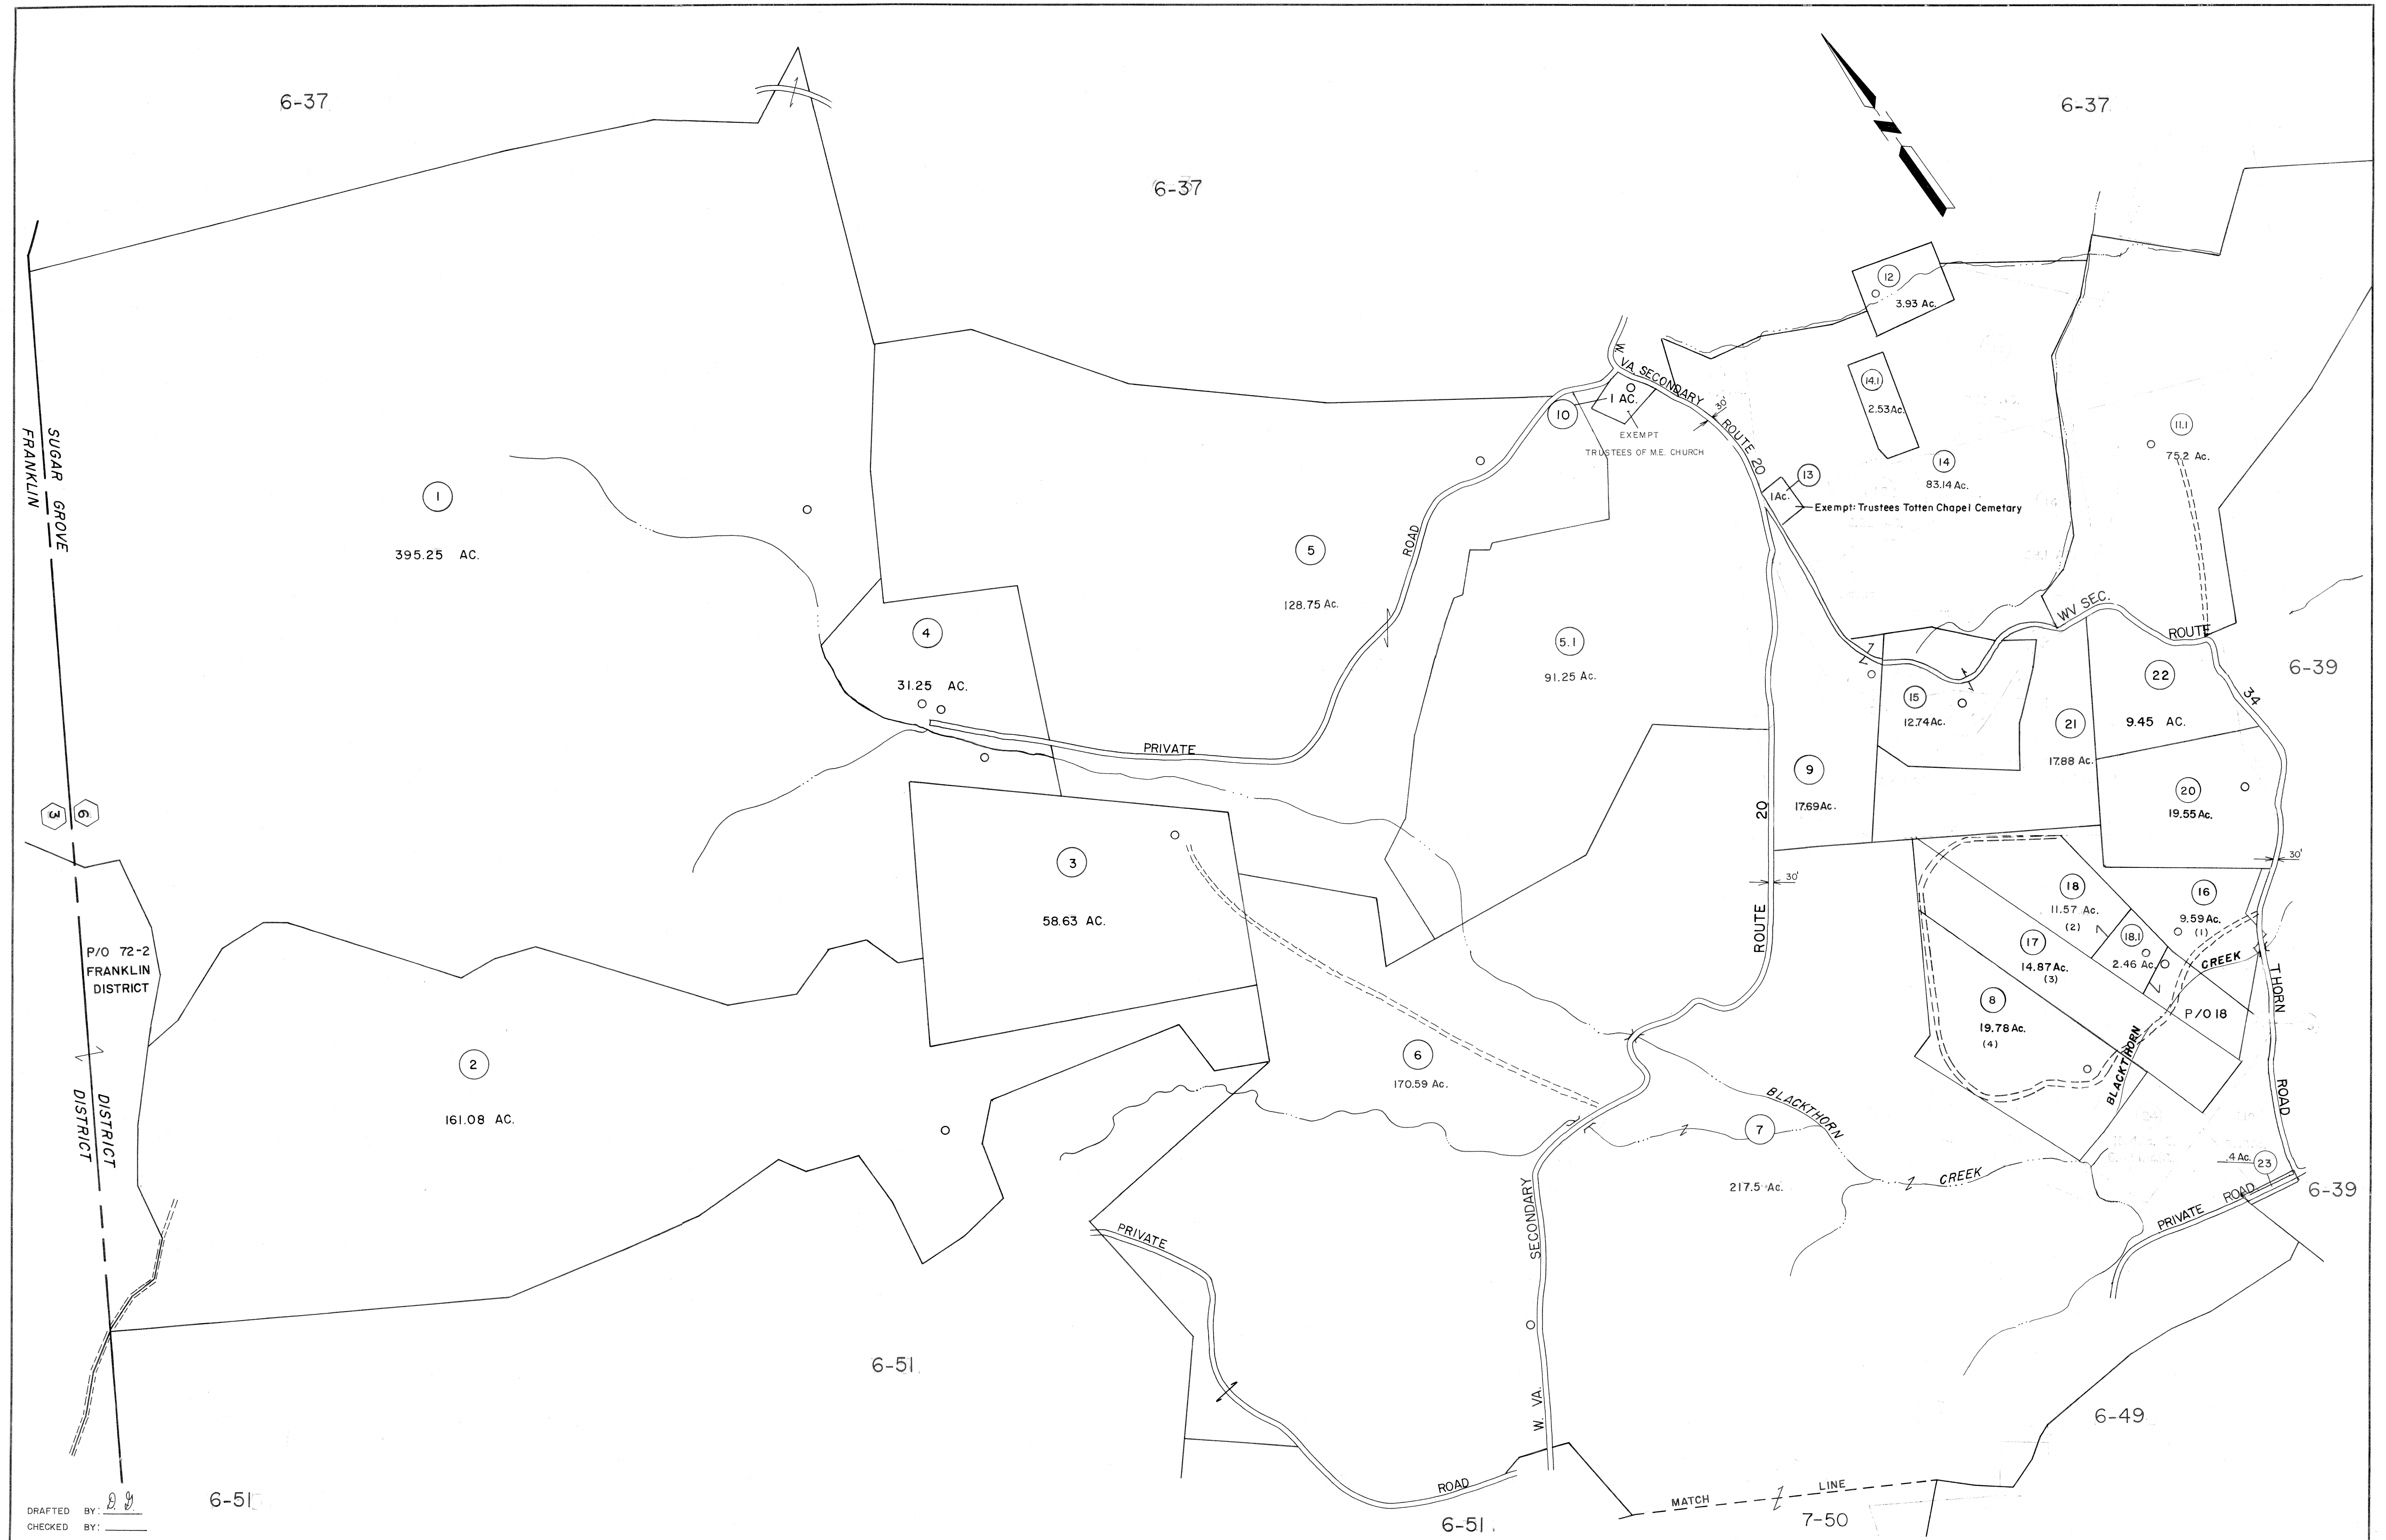 6-37
6-37
6-37
12
3.93 Ac.
W. VA. SECONDARY ROUTE 20
30'
14.1
2.53 Ac.
10
1 AC.
EXEMPT
TRUSTEES OF M.E. CHURCH
11.1
75.2 Ac.
14
83.14 Ac.
13
1 Ac.
Exempt: Trustees Totten Chapel Cemetary
SUGAR GROVE
FRANKLIN
1
395.25 AC.
5
128.75 Ac.
ROAD
4
31.25 AC.
5.1
91.25 Ac.
PRIVATE
WV SEC.
ROUTE
34
6-39
22
9.45 AC.
15
12.74 Ac.
21
17.88 Ac.
9
17.69 Ac.
20
19.55 Ac.
20
30'
30'
3
6
3
58.63 AC.
ROUTE
18
11.57 Ac.
(2)
16
9.59 Ac.
(1)
17
14.87 Ac.
(3)
18.1
2.46 Ac.
CREEK
THORN
ROAD
8
19.78 Ac.
(4)
P/O 18
BLACKTHORN
P/O 72-2
FRANKLIN
DISTRICT
2
161.08 AC.
DISTRICT
DISTRICT
6
170.59 Ac.
BLACKTHORN
CREEK
7
217.5 Ac.
.4 Ac.
23
6-39
PRIVATE
ROAD
PRIVATE
SECONDARY
W. VA.
6-51
6-49
ROAD
MATCH LINE
7-50
6-51
6-51
DRAFTED BY: D. G.
CHECKED BY: